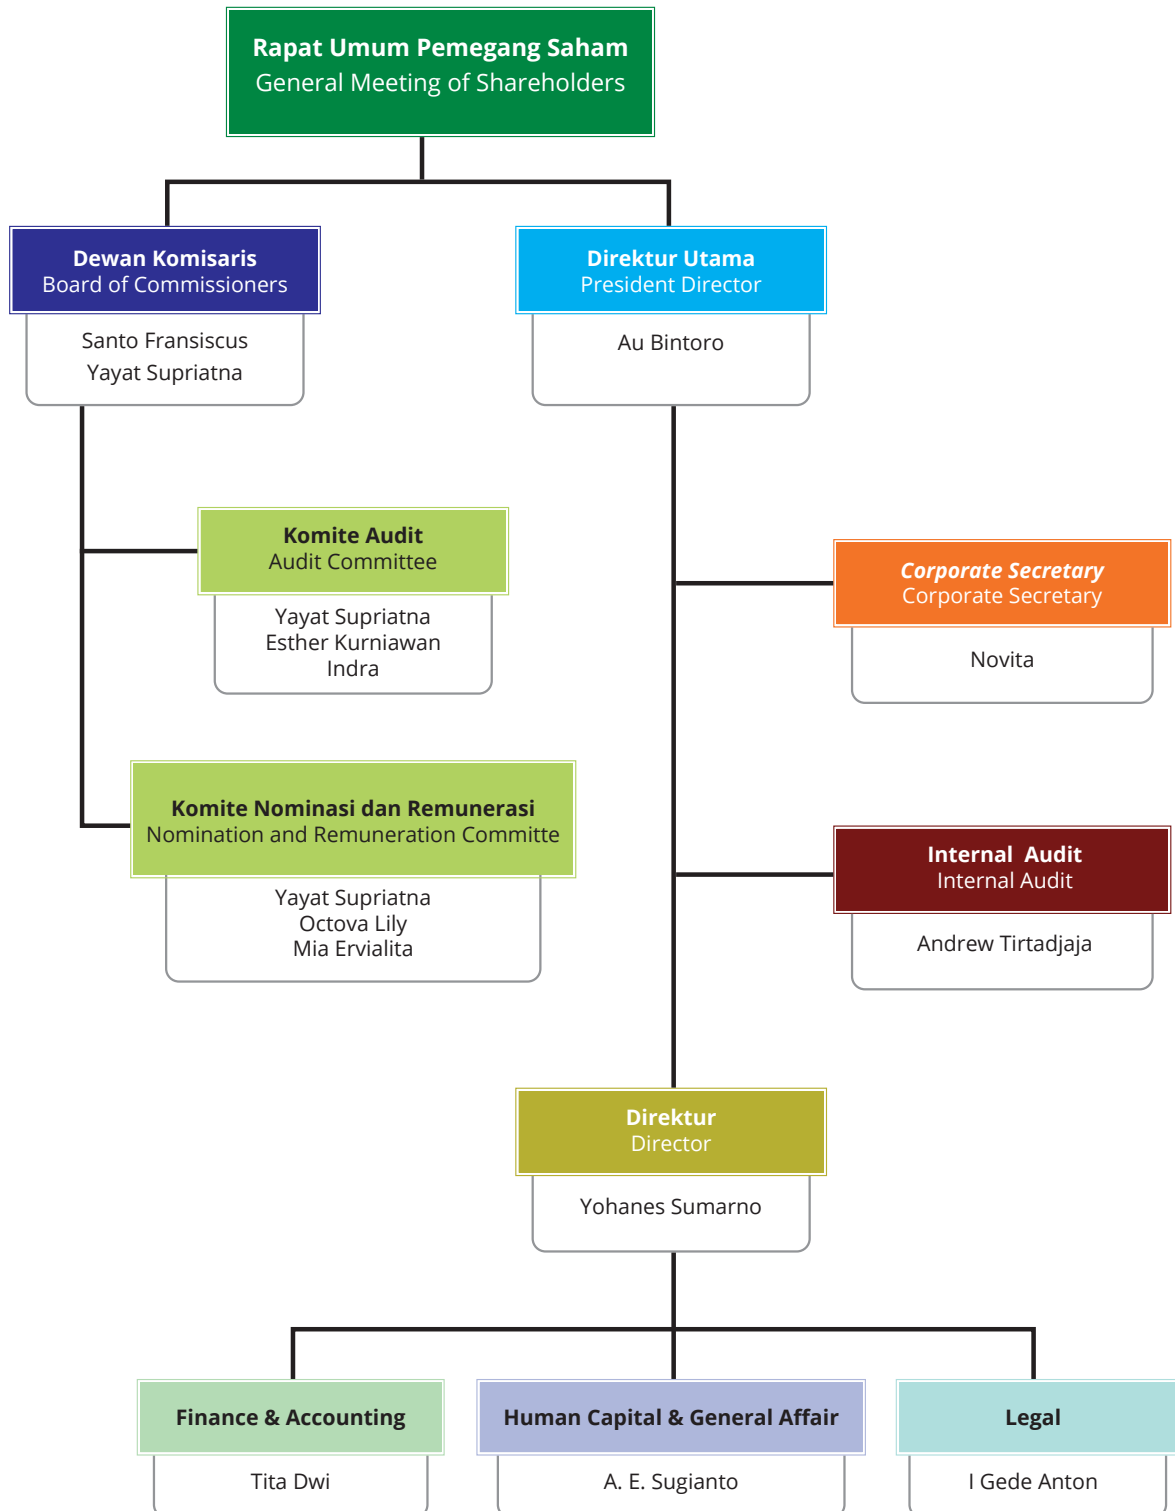 Rapat Umum Pemegang Saham
General Meeting of Shareholders
Dewan Komisaris
Board of Commissioners
Santo Fransiscus
Yayat Supriatna
Direktur Utama
President Director
Au Bintoro
Komite Audit
Audit Committee
Yayat Supriatna
Esther Kurniawan
Indra
Corporate Secretary
Corporate Secretary
Novita
Komite Nominasi dan Remunerasi
Nomination and Remuneration Committe
Yayat Supriatna
Octova Lily
Mia Ervialita
Internal  Audit
Internal Audit
Andrew Tirtadjaja
Direktur
Director
Yohanes Sumarno
Finance & Accounting
Tita Dwi
Human Capital & General Affair
A. E. Sugianto
Legal
I Gede Anton